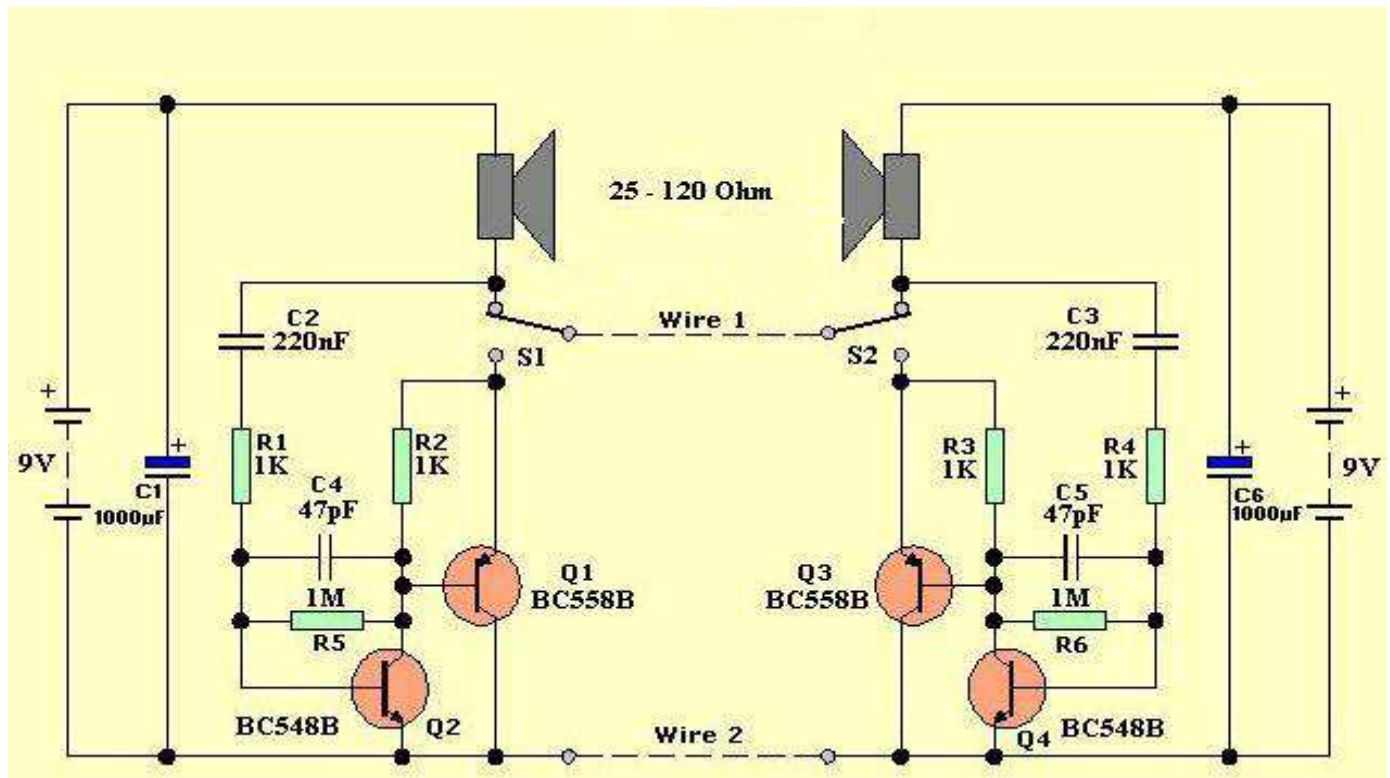 25 - 120 Ohm
Wire 1
C2
220nF
C3
220nF
S1
S2
+
+
9V
+
C1
1000µF
R1
1K
R2
1K
C4
47pF
R3
1K
R4
1K
C5
47pF
+
C6
1000µF
9V
Q1
BC558B
Q3
BC558B
1M
R5
1M
R6
BC548B
Q2
Wire 2
Q4
BC548B